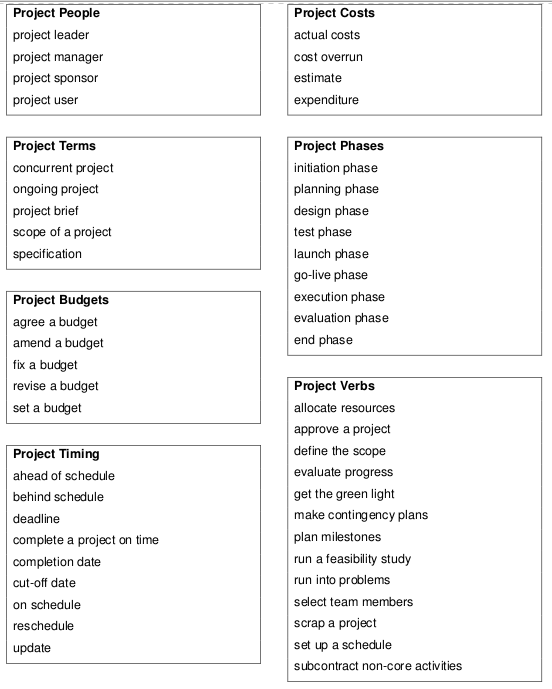 Project People
project leader
project manager
project sponsor
project user
Project Terms
concurrent project
ongoing project
project brief
scope of a project
specification
Project Budgets
agree a budget
amend a budget
fix a budget
revise a budget
set a budget
Project Timing
ahead of schedule
behind schedule
deadline
complete a project on time
completion date
cut-off date
on schedule
reschedule
update
Project Costs
actual costs
cost overrun
estimate
expenditure
Project Phases
initiation phase
planning phase
design phase
test phase
launch phase
go-live phase
execution phase
evaluation phase
end phase
Project Verbs
allocate resources
approve a project
define the scope
evaluate progress
get the green light
make contingency plans
plan milestones
run a feasibility study
run into problems
select team members
scrap a project
set up a schedule
subcontract non-core activities